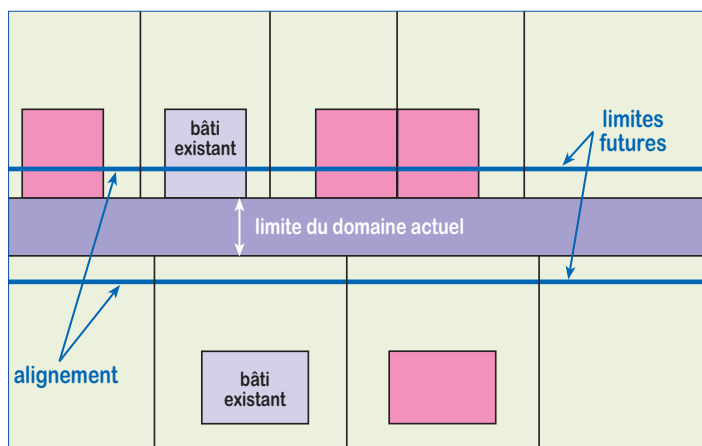 bâti
existant
limites
futures
limite du domaine actuel
alignement
bâti
existant